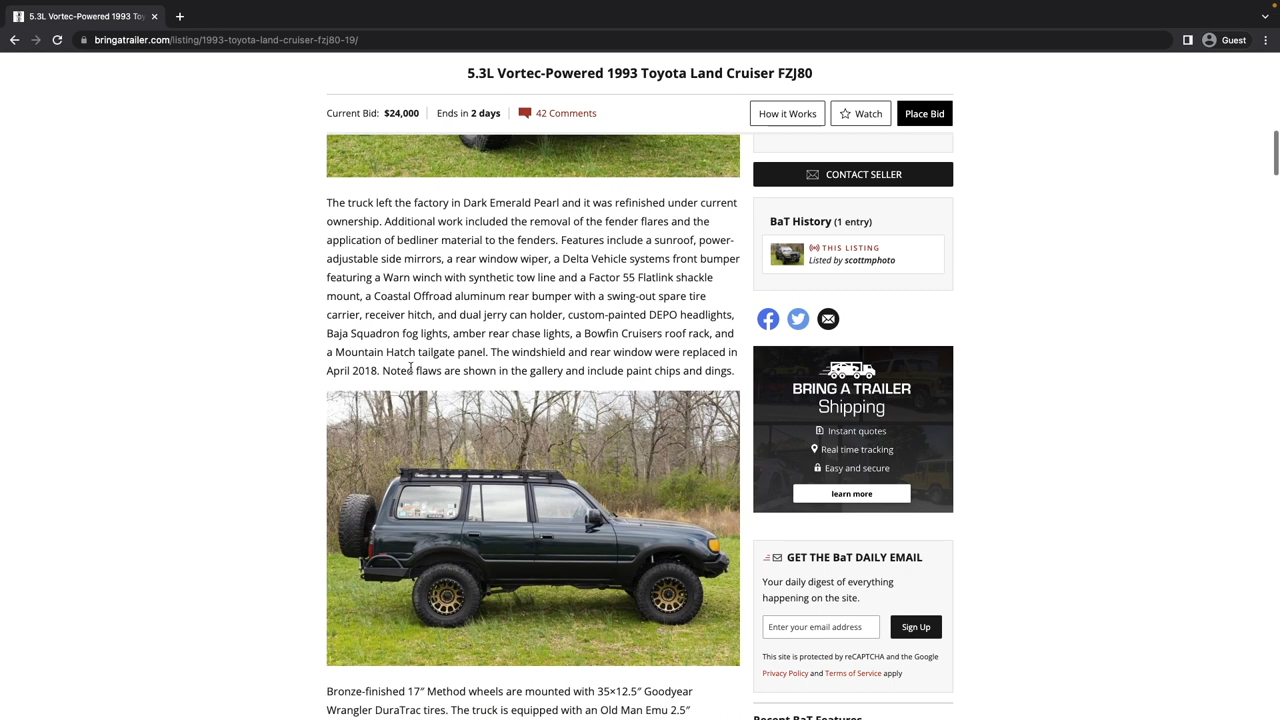 5.3L Vortec-Powered 1993 Toy
bringatrailer.com/listing/1993-toyota-land-cruiser-fzj80-19/
Guest
5.3L Vortec-Powered 1993 Toyota Land Cruiser FZJ80
Current Bid: $24,000
Ends in 2 days
42 Comments
How it Works
Watch
Place Bid
The truck left the factory in Dark Emerald Pearl and it was refinished under current
ownership. Additional work included the removal of the fender flares and the
application of bedliner material to the fenders. Features include a sunroof, power-
adjustable side mirrors, a rear window wiper, a Delta Vehicle systems front bumper
featuring a Warn winch with synthetic tow line and a Factor 55 Flatlink shackle
mount, a Coastal Offroad aluminum rear bumper with a swing-out spare tire
carrier, receiver hitch, and dual jerry can holder, custom-painted DEPO headlights,
Baja Squadron fog lights, amber rear chase lights, a Bowfin Cruisers roof rack, and
a Mountain Hatch tailgate panel. The windshield and rear window were replaced in
April 2018. Noted flaws are shown in the gallery and include paint chips and dings.
Bronze-finished 17″ Method wheels are mounted with 35×12.5″ Goodyear
Wrangler DuraTrac tires. The truck is equipped with an Old Man Emu 2.5″
CONTACT SELLER
BaT History (1 entry)
THIS LISTING
Listed by scottmphoto
BRING A TRAILER
Shipping
Instant quotes
Real time tracking
Easy and secure
learn more
GET THE BaT DAILY EMAIL
Your daily digest of everything
happening on the site.
Enter your email address
Sign Up
This site is protected by reCAPTCHA and the Google
Privacy Policy and Terms of Service apply
Recent BaT Features